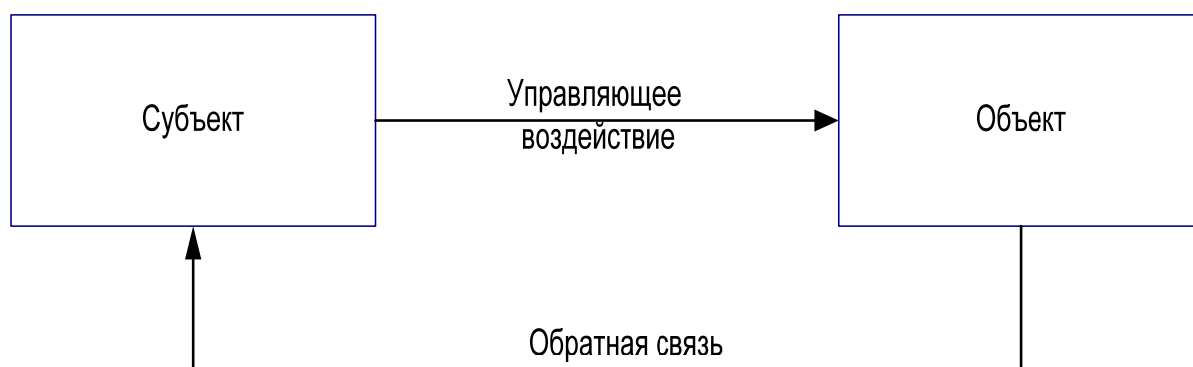 Субъект
Управляющее
воздействие
Объект
Обратная связь